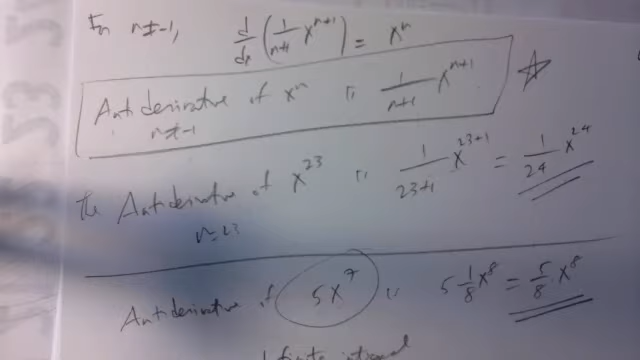 For n≠-1, d/dx (1/(n+1) x^(n+1)) = x^n
Antiderivative of x^n is 1/(n+1) x^(n+1)
n≠-1
the Antiderivative of x^23 is 1/(23+1) x^(23+1) = 1/24 x^24
n=23
Antiderivative of 5x^7 is 5 1/8 x^8 = 5/8 x^8
finite integral